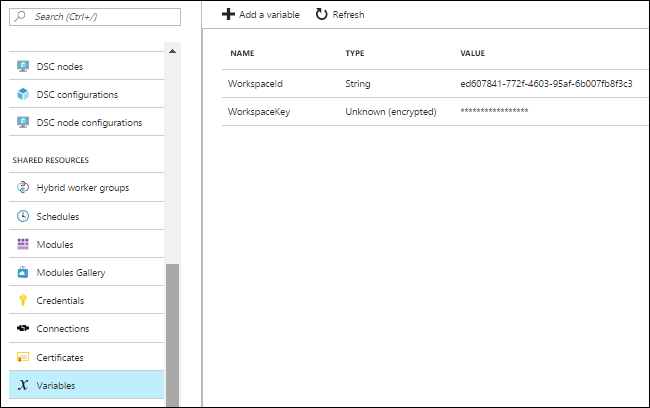 Search (Ctrl+/)
DSC nodes
DSC configurations
DSC node configurations
SHARED RESOURCES
Hybrid worker groups
Schedules
Modules
Modules Gallery
Credentials
Connections
Certificates
Variables
Add a variable Refresh
NAME TYPE VALUE
WorkspaceId String ed607841-772f-4603-95af-6b007fb8f3c3
WorkspaceKey Unknown (encrypted) *****************